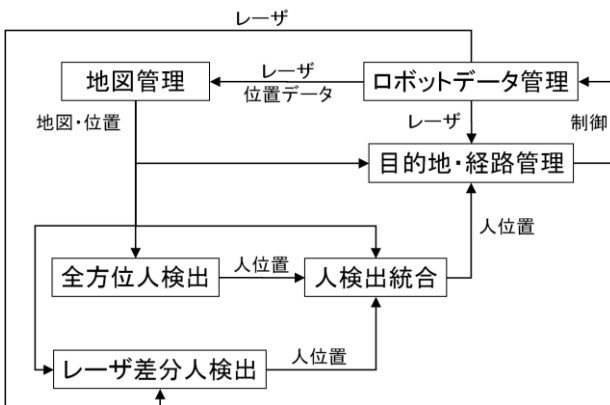 レーザ
地図管理
レーザ
位置データ
ロボットデータ管理
地図・位置
レーザ
制御
目的地・経路管理
人位置
全方位人検出
人位置
人検出統合
レーザ差分人検出
人位置